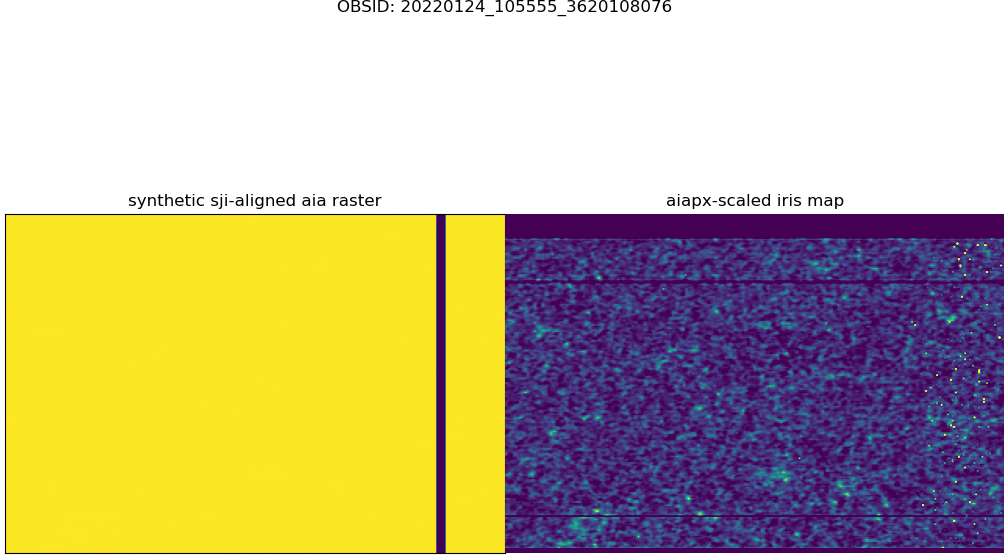 OBSID: 20220124_105555_3620108076
synthetic sji-aligned aia raster
aiapx-scaled iris map